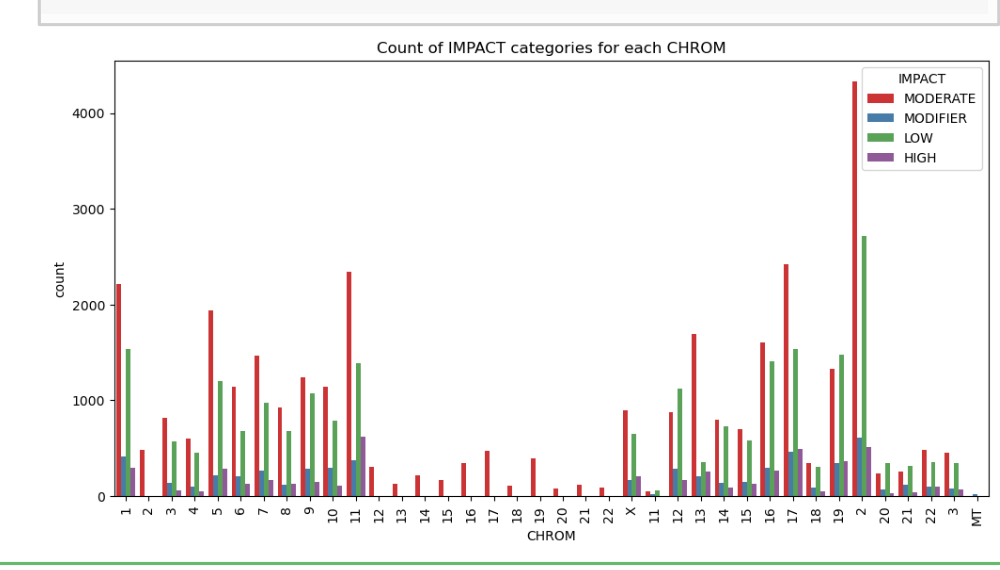 Count of IMPACT categories for each CHROM
IMPACT
MODERATE
MODIFIER
LOW
HIGH
4000
3000
2000
1000
0
count
1 2 3 4 5 6 7 8 9 10 11 12 13 14 15 16 17 18 19 20 21 22 X 11 12 13 14 15 16 17 18 19 2 20 21 22 3 MT
CHROM